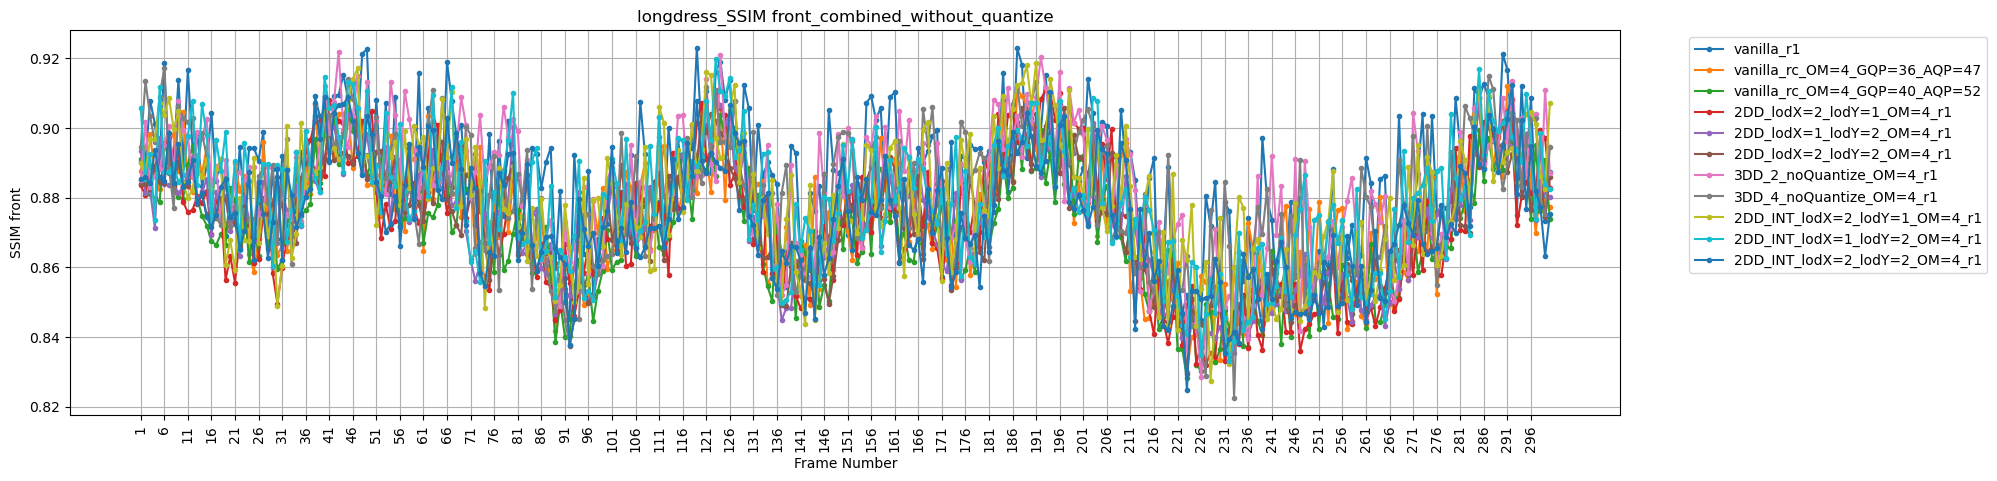 longdress_SSIM front_combined_without_quantize
SSIM front
0.92
0.90
0.88
0.86
0.84
0.82
1 6 11 16 21 26 31 36 41 46 51 56 61 66 71 76 81 86 91 96 101 106 111 116 121 126 131 136 141 146 151 156 161 166 171 176 181 186 191 196 201 206 211 216 221 226 231 236 241 246 251 256 261 266 271 276 281 286 291 296
Frame Number
vanilla_r1
vanilla_rc_OM=4_GQP=36_AQP=47
vanilla_rc_OM=4_GQP=40_AQP=52
2DD_lodX=2_lodY=1_OM=4_r1
2DD_lodX=1_lodY=2_OM=4_r1
2DD_lodX=2_lodY=2_OM=4_r1
3DD_2_noQuantize_OM=4_r1
3DD_4_noQuantize_OM=4_r1
2DD_INT_lodX=2_lodY=1_OM=4_r1
2DD_INT_lodX=1_lodY=2_OM=4_r1
2DD_INT_lodX=2_lodY=2_OM=4_r1